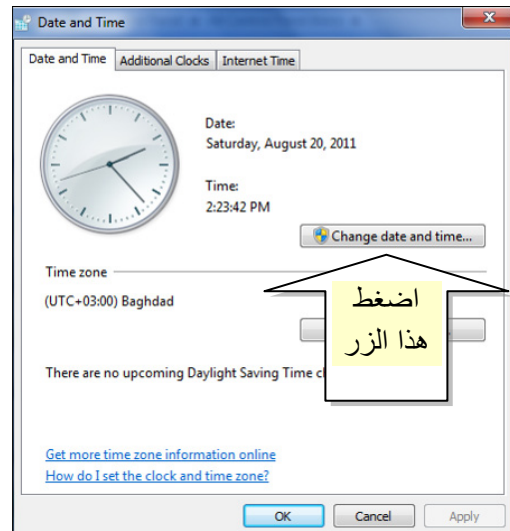 Date and Time
Date and Time Additional Clocks Internet Time
Date:
Saturday, August 20, 2011
Time:
2:23:42 PM
Change date and time...
Time zone
(UTC+03:00) Baghdad
اضغط
هذا الزر
There are no upcoming Daylight Saving Time
Get more time zone information online
How do I set the clock and time zone?
OK Cancel Apply